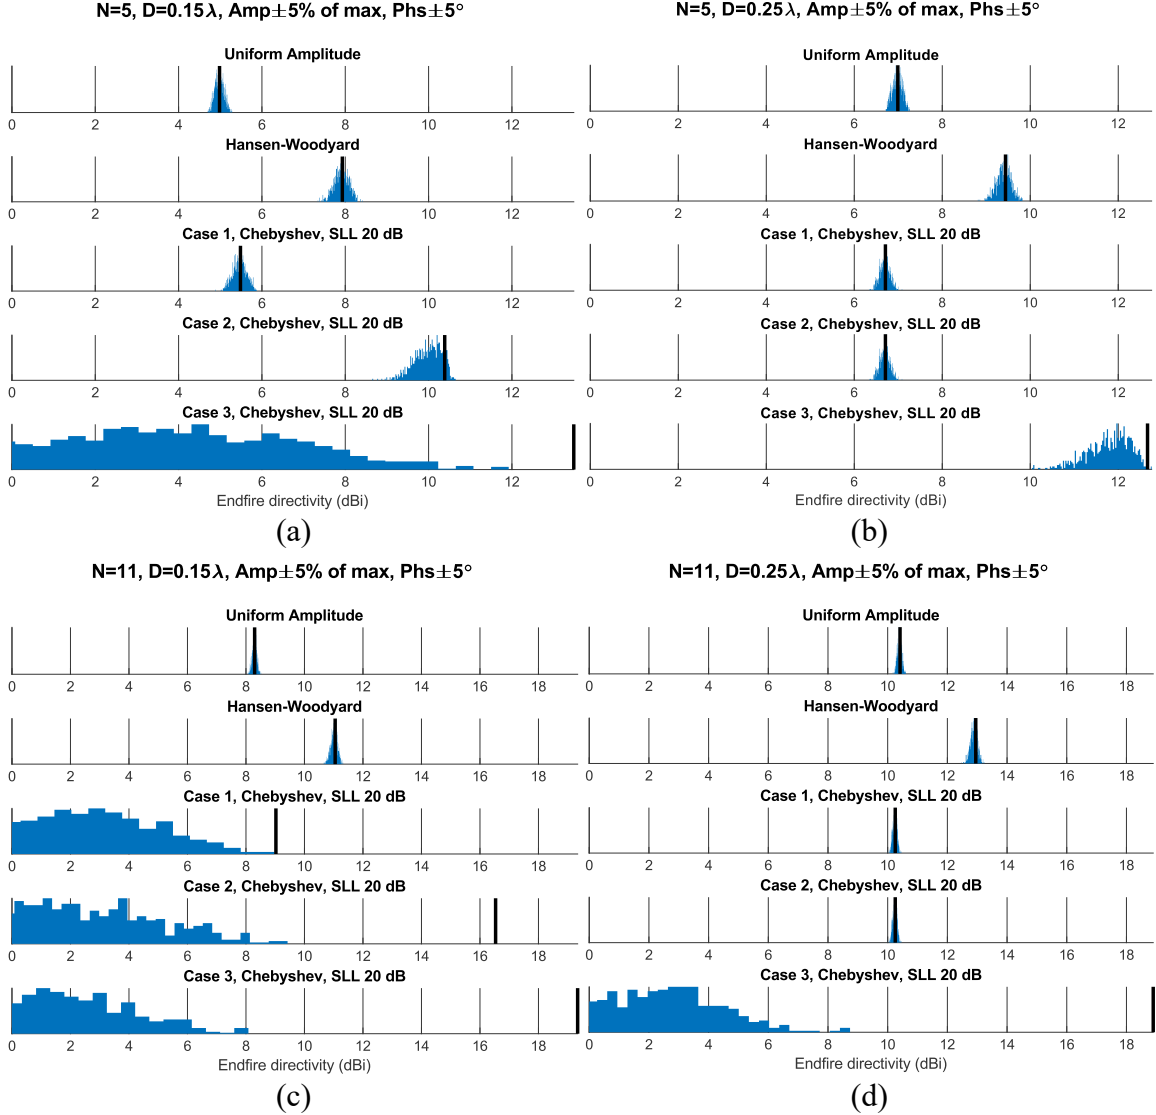 N=5, D=0.15λ, Amp±5% of max, Phs±5°
Uniform Amplitude
0 2 4 6 8 10 12
Hansen-Woodyard
0 2 4 6 8 10 12
Case 1, Chebyshev, SLL 20 dB
0 2 4 6 8 10 12
Case 2, Chebyshev, SLL 20 dB
0 2 4 6 8 10 12
Case 3, Chebyshev, SLL 20 dB
0 2 4 6 8 10 12
Endfire directivity (dBi)
(a)
N=5, D=0.25λ, Amp±5% of max, Phs±5°
Uniform Amplitude
0 2 4 6 8 10 12
Hansen-Woodyard
0 2 4 6 8 10 12
Case 1, Chebyshev, SLL 20 dB
0 2 4 6 8 10 12
Case 2, Chebyshev, SLL 20 dB
0 2 4 6 8 10 12
Case 3, Chebyshev, SLL 20 dB
0 2 4 6 8 10 12
Endfire directivity (dBi)
(b)
N=11, D=0.15λ, Amp±5% of max, Phs±5°
Uniform Amplitude
0 2 4 6 8 10 12 14 16 18
Hansen-Woodyard
0 2 4 6 8 10 12 14 16 18
Case 1, Chebyshev, SLL 20 dB
0 2 4 6 8 10 12 14 16 18
Case 2, Chebyshev, SLL 20 dB
0 2 4 6 8 10 12 14 16 18
Case 3, Chebyshev, SLL 20 dB
0 2 4 6 8 10 12 14 16 18
Endfire directivity (dBi)
(c)
N=11, D=0.25λ, Amp±5% of max, Phs±5°
Uniform Amplitude
0 2 4 6 8 10 12 14 16 18
Hansen-Woodyard
0 2 4 6 8 10 12 14 16 18
Case 1, Chebyshev, SLL 20 dB
0 2 4 6 8 10 12 14 16 18
Case 2, Chebyshev, SLL 20 dB
0 2 4 6 8 10 12 14 16 18
Case 3, Chebyshev, SLL 20 dB
0 2 4 6 8 10 12 14 16 18
Endfire directivity (dBi)
(d)